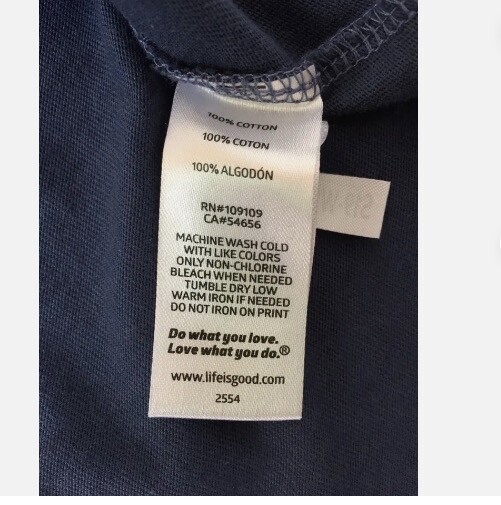 100% COTTON
100% COTON
100% ALGODÓN
RN#109109
CA#54656
MACHINE WASH COLD
WITH LIKE COLORS
ONLY NON-CHLORINE
BLEACH WHEN NEEDED
TUMBLE DRY LOW
WARM IRON IF NEEDED
DO NOT IRON ON PRINT
Do what you love.
Love what you do.®
www.lifeisgood.com
2554